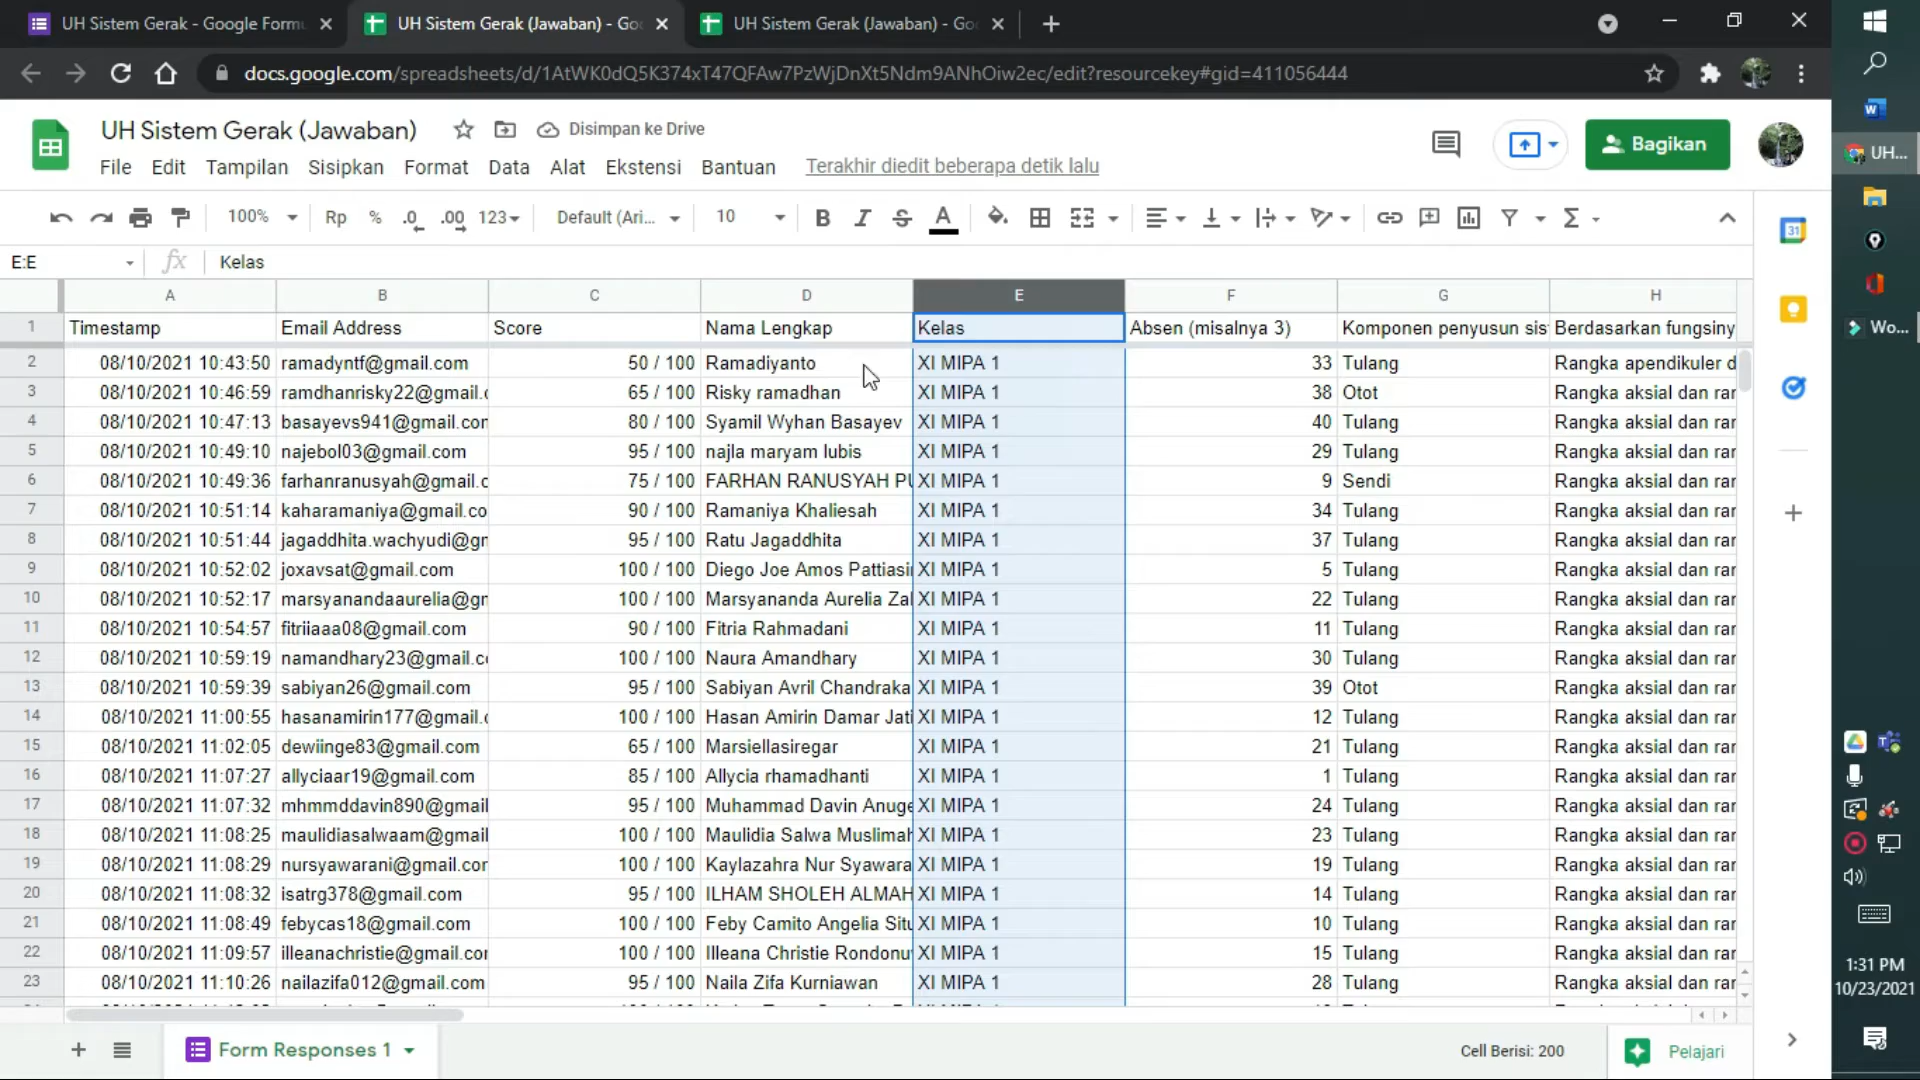 UH Sistem Gerak - Google Formu
UH Sistem Gerak (Jawaban) - Go
UH Sistem Gerak (Jawaban) - Go
docs.google.com/spreadsheets/d/1AtWK0dQ5K374xT47QFAw7PzWjDnXt5Ndm9ANhOiw2ec/edit?resourcekey#gid=411056444
UH...
UH Sistem Gerak (Jawaban) Disimpan ke Drive
Bagikan
File Edit Tampilan Sisipkan Format Data Alat Ekstensi Bantuan Terakhir diedit beberapa detik lalu
100% Rp % .0 .00 123 Default (Ari... 10 B I S A Σ
31
E:E fx Kelas
A B C D E F G H
1 Timestamp Email Address Score Nama Lengkap Kelas Absen (misalnya 3) Komponen penyusun sis Berdasarkan fungsiny
Wo...
2 08/10/2021 10:43:50 ramadyntf@gmail.com 50 / 100 Ramadiyanto XI MIPA 1 33 Tulang Rangka apendikuler d
3 08/10/2021 10:46:59 ramdhanrisky22@gmail.c 65 / 100 Risky ramadhan XI MIPA 1 38 Otot Rangka aksial dan rar
4 08/10/2021 10:47:13 basayevs941@gmail.con 80 / 100 Syamil Wyhan Basayev XI MIPA 1 40 Tulang Rangka aksial dan rar
5 08/10/2021 10:49:10 najebol03@gmail.com 95 / 100 najla maryam lubis XI MIPA 1 29 Tulang Rangka aksial dan rar
6 08/10/2021 10:49:36 farhanranusyah@gmail.c 75 / 100 FARHAN RANUSYAH PU XI MIPA 1 9 Sendi Rangka aksial dan rar
7 08/10/2021 10:51:14 kaharamaniya@gmail.co 90 / 100 Ramaniya Khaliesah XI MIPA 1 34 Tulang Rangka aksial dan rar
8 08/10/2021 10:51:44 jagaddhita.wachyudi@gr 95 / 100 Ratu Jagaddhita XI MIPA 1 37 Tulang Rangka aksial dan rar
9 08/10/2021 10:52:02 joxavsat@gmail.com 100 / 100 Diego Joe Amos Pattiasi XI MIPA 1 5 Tulang Rangka aksial dan rar
10 08/10/2021 10:52:17 marsyanandaaurelia@gr 100 / 100 Marsyananda Aurelia Zal XI MIPA 1 22 Tulang Rangka aksial dan rar
11 08/10/2021 10:54:57 fitriiaaa08@gmail.com 90 / 100 Fitria Rahmadani XI MIPA 1 11 Tulang Rangka aksial dan rar
12 08/10/2021 10:59:19 namandhary23@gmail.c 100 / 100 Naura Amandhary XI MIPA 1 30 Tulang Rangka aksial dan rar
13 08/10/2021 10:59:39 sabiyan26@gmail.com 95 / 100 Sabiyan Avril Chandraka XI MIPA 1 39 Otot Rangka aksial dan rar
14 08/10/2021 11:00:55 hasanamirin177@gmail.c 100 / 100 Hasan Amirin Damar Jati XI MIPA 1 12 Tulang Rangka aksial dan rar
15 08/10/2021 11:02:05 dewiinge83@gmail.com 65 / 100 Marsiellasiregar XI MIPA 1 21 Tulang Rangka aksial dan rar
16 08/10/2021 11:07:27 allyciaar19@gmail.com 85 / 100 Allycia rhamadhanti XI MIPA 1 1 Tulang Rangka aksial dan rar
17 08/10/2021 11:07:32 mhmmddavin890@gmail 95 / 100 Muhammad Davin Anuge XI MIPA 1 24 Tulang Rangka aksial dan rar
18 08/10/2021 11:08:25 maulidiasalwaam@gmail 100 / 100 Maulidia Salwa Muslimah XI MIPA 1 23 Tulang Rangka aksial dan rar
19 08/10/2021 11:08:29 nursyawarani@gmail.cor 100 / 100 Kaylazahra Nur Syawara XI MIPA 1 19 Tulang Rangka aksial dan rar
20 08/10/2021 11:08:32 isatrg378@gmail.com 95 / 100 ILHAM SHOLEH ALMAH XI MIPA 1 14 Tulang Rangka aksial dan rar
21 08/10/2021 11:08:49 febycas18@gmail.com 100 / 100 Feby Camito Angelia Situ XI MIPA 1 10 Tulang Rangka aksial dan rar
22 08/10/2021 11:09:57 illeanachristie@gmail.cor 100 / 100 Illeana Christie Rondonu XI MIPA 1 15 Tulang Rangka aksial dan rar
23 08/10/2021 11:10:26 nailazifa012@gmail.com 95 / 100 Naila Zifa Kurniawan XI MIPA 1 28 Tulang Rangka aksial dan rar
1:31 PM
10/23/2021
Form Responses 1 Cell Berisi: 200 Pelajari